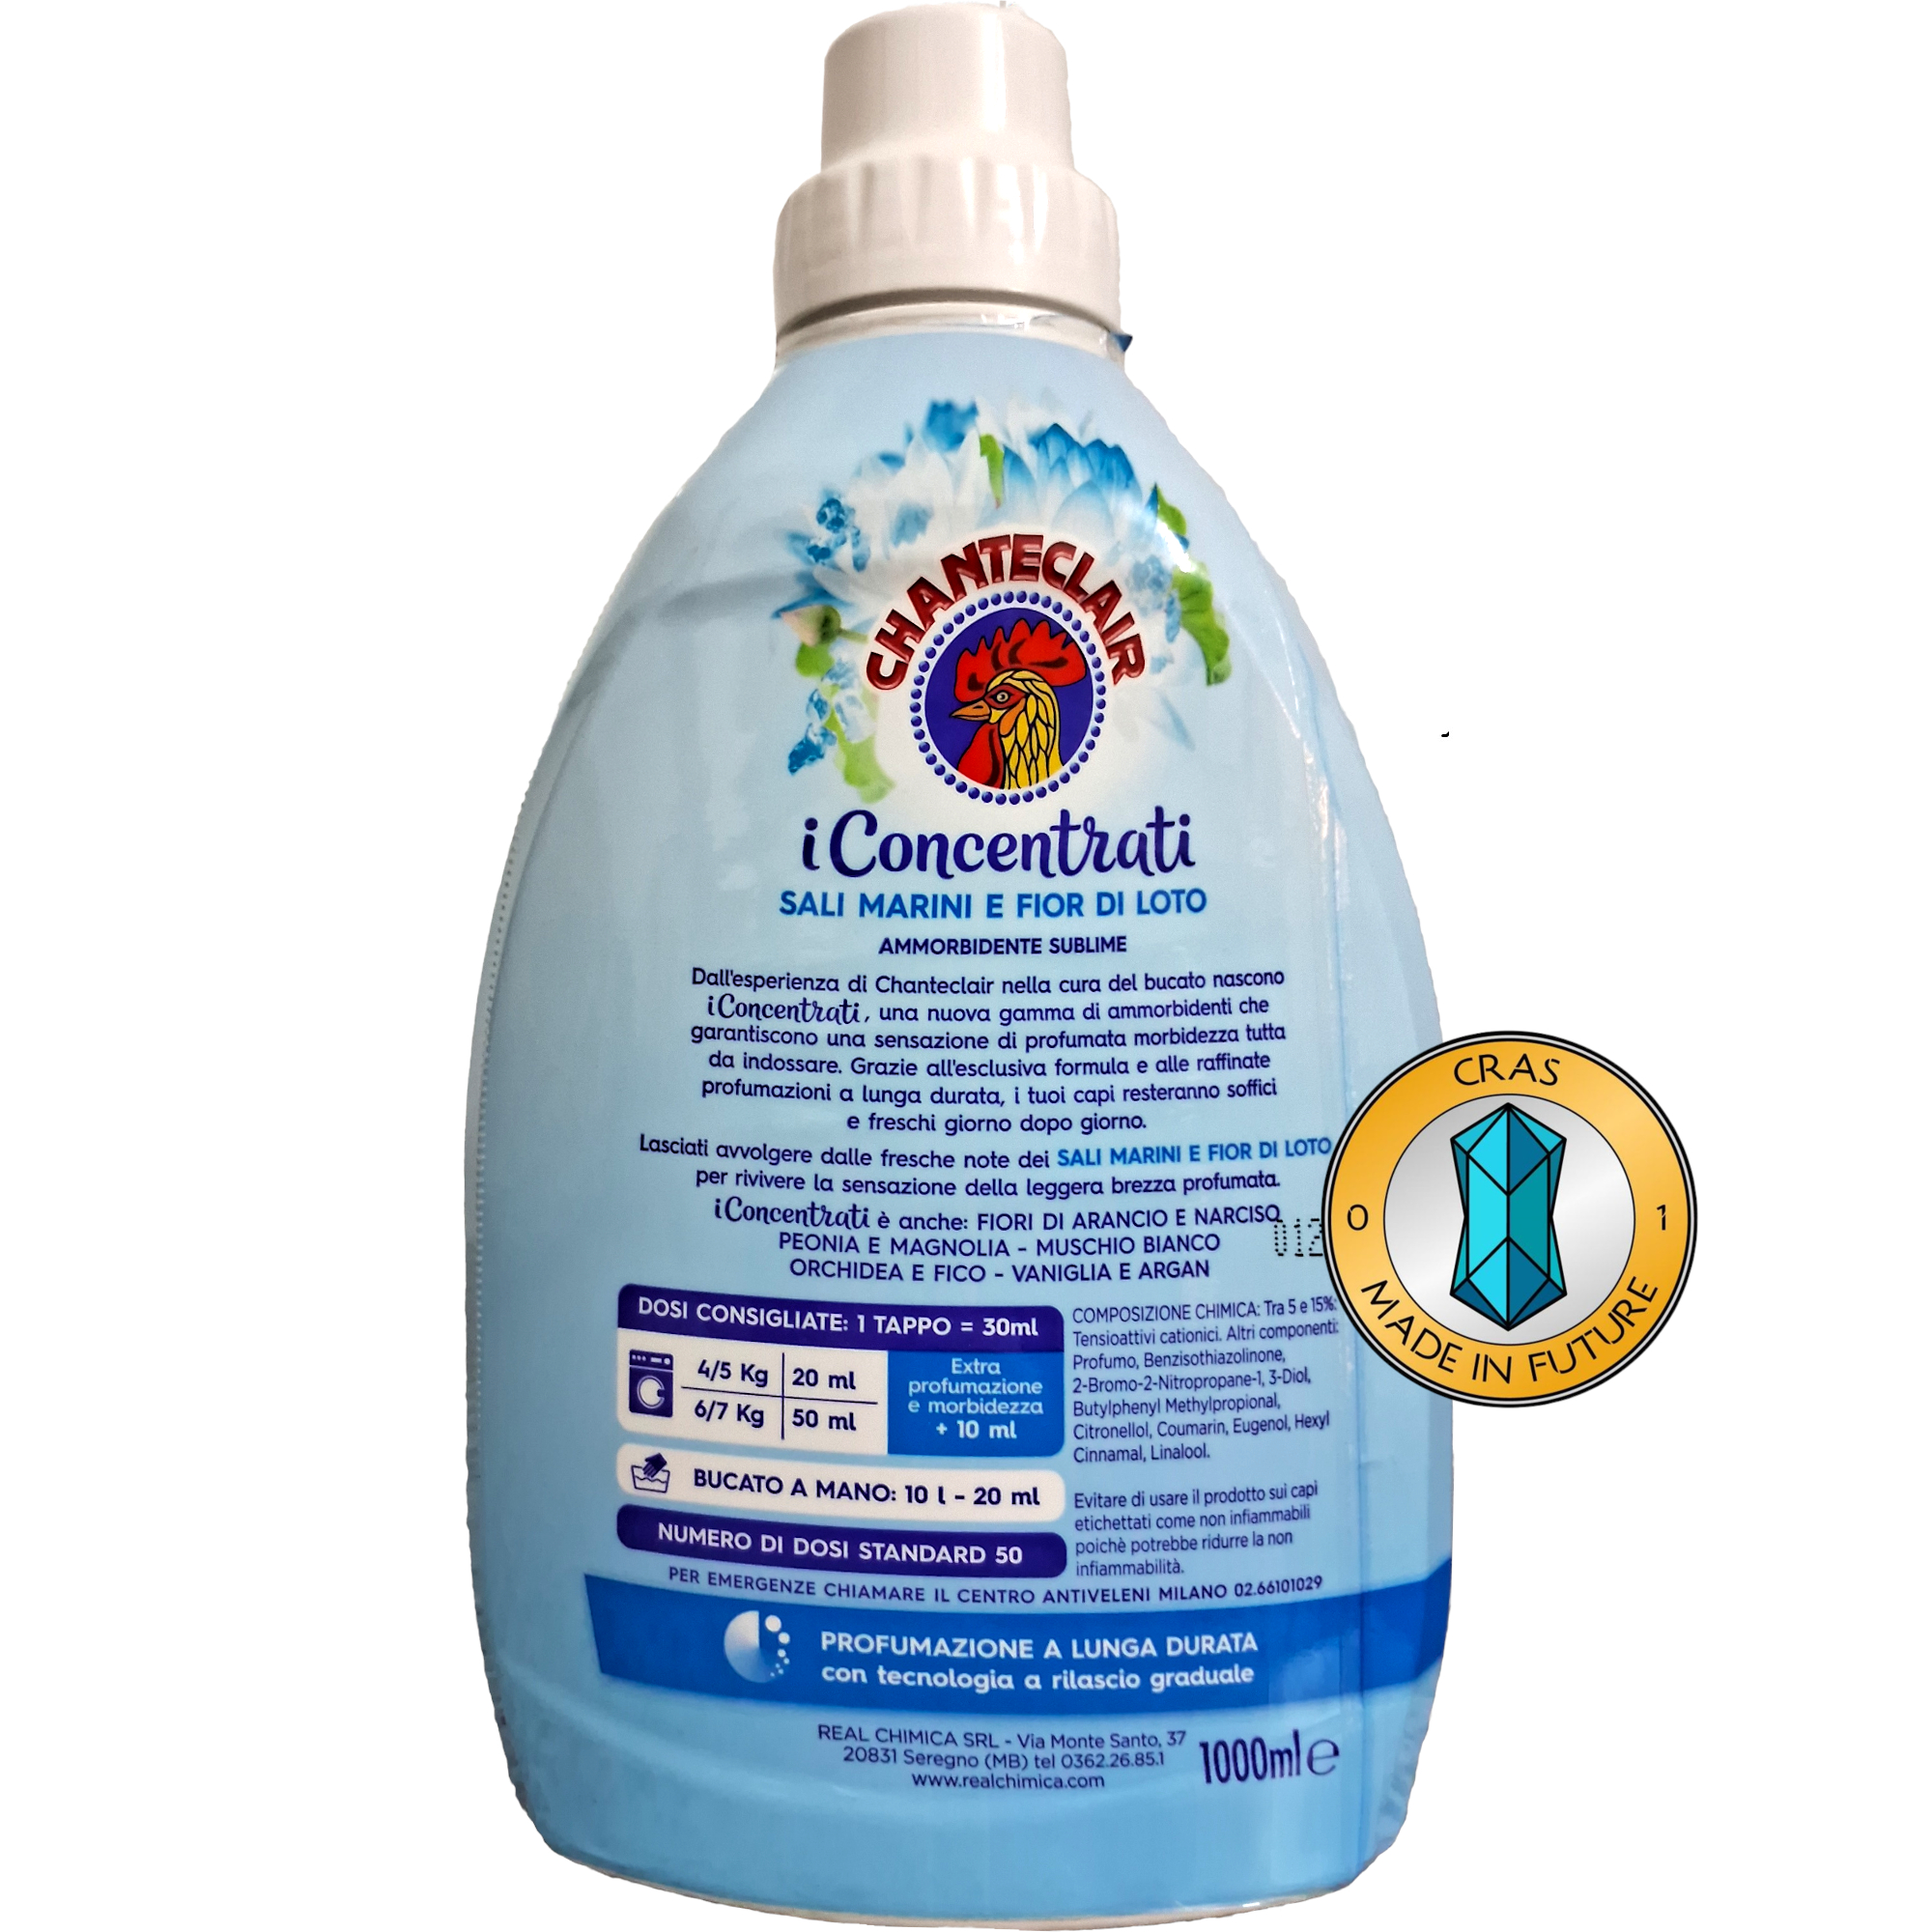 CHANTECLAIR
i Concentrati
SALI MARINI E FIOR DI LOTO
AMMORBIDENTE SUBLIME
Dall'esperienza di Chanteclair nella cura del bucato nascono
i Concentrati, una nuova gamma di ammorbidenti che
garantiscono una sensazione di profumata morbidezza tutta
da indossare. Grazie all'esclusiva formula e alle raffinate
profumazioni a lunga durata, i tuoi capi resteranno soffici
e freschi giorno dopo giorno.
Lasciati avvolgere dalle fresche note dei SALI MARINI E FIOR DI LOTO
per rivivere la sensazione della leggera brezza profumata.
i Concentrati è anche: FIORI DI ARANCIO E NARCISO
PEONIA E MAGNOLIA - MUSCHIO BIANCO
ORCHIDEA E FICO - VANIGLIA E ARGAN
DOSI CONSIGLIATE: 1 TAPPO = 30ml
4/5 Kg 20 ml
6/7 Kg 50 ml
Extra
profumazione
e morbidezza
+ 10 ml
BUCATO A MANO: 10 l - 20 ml
NUMERO DI DOSI STANDARD 50
COMPOSIZIONE CHIMICA: Tra 5 e 15%:
Tensioattivi cationici. Altri componenti:
Profumo, Benzisothiazolinone,
2-Bromo-2-Nitropropane-1, 3-Diol,
Butylphenyl Methylpropional,
Citronellol, Coumarin, Eugenol, Hexyl
Cinnamal, Linalool.
Evitare di usare il prodotto sui capi
etichettati come non infiammabili
poichè potrebbe ridurre la non
infiammabilità.
PER EMERGENZE CHIAMARE IL CENTRO ANTIVELENI MILANO 02.66101029
PROFUMAZIONE A LUNGA DURATA
con tecnologia a rilascio graduale
REAL CHIMICA SRL - Via Monte Santo, 37
20831 Seregno (MB) tel 0362.26.85.1
www.realchimica.com
1000ml e
012
CRAS
0 1
MADE IN FUTURE